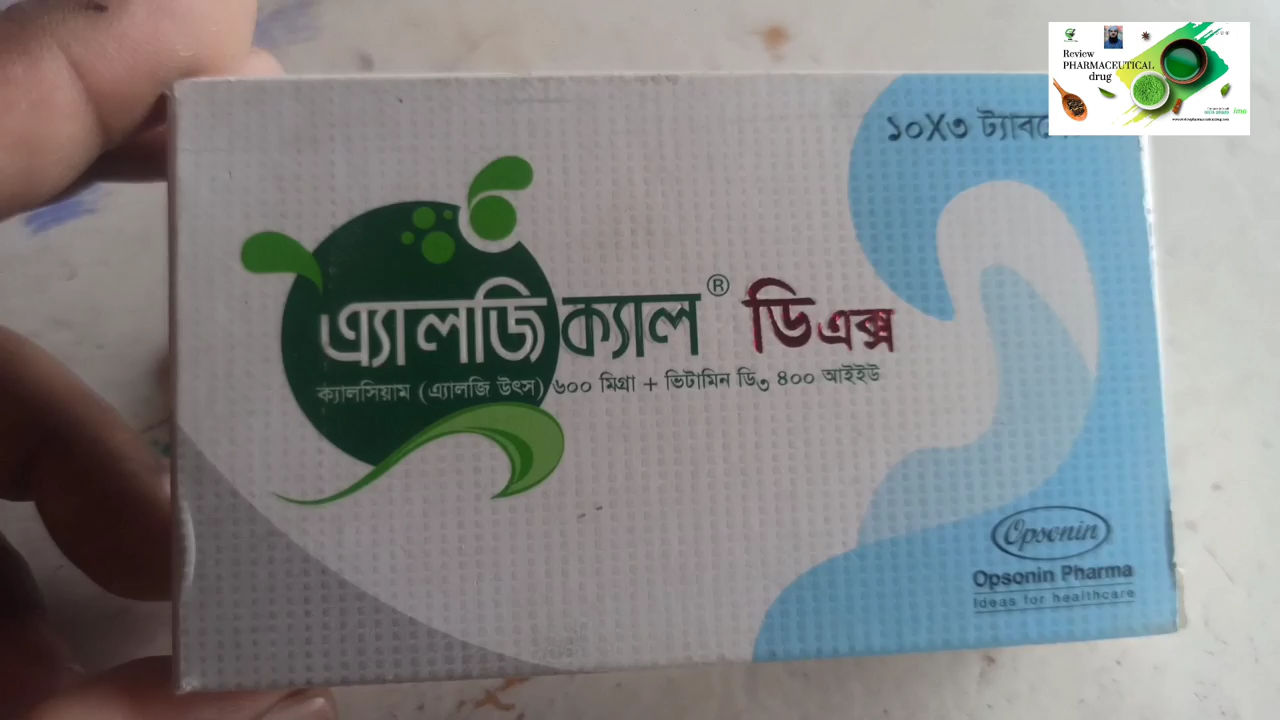 ১০X৩
এ্যালজিক্যাল® ডিএক্স
ক্যালসিয়াম (এ্যালজি উৎস) ৬০০ মিগ্রা + ভিটামিন ডি৩ ৪০০ আইইউ
Opsonin
Opsonin Pharma
Ideas for healthcare
Review
PHARMACEUTICAL
drug